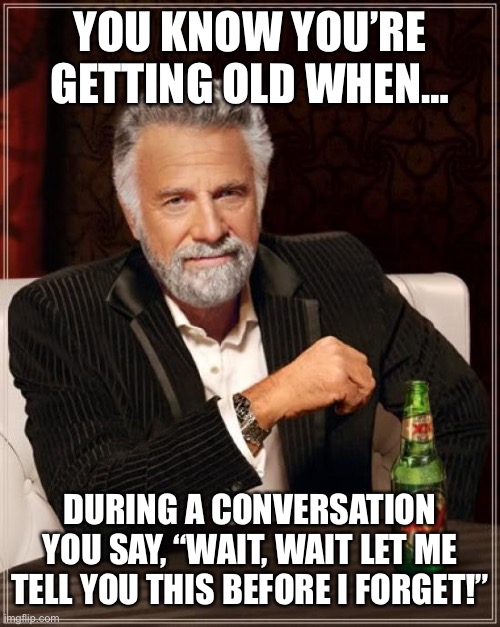 YOU KNOW YOU’RE
GETTING OLD WHEN...
XX
DURING A CONVERSATION
YOU SAY, “WAIT, WAIT LET ME
TELL YOU THIS BEFORE I FORGET!”
imgflip.com